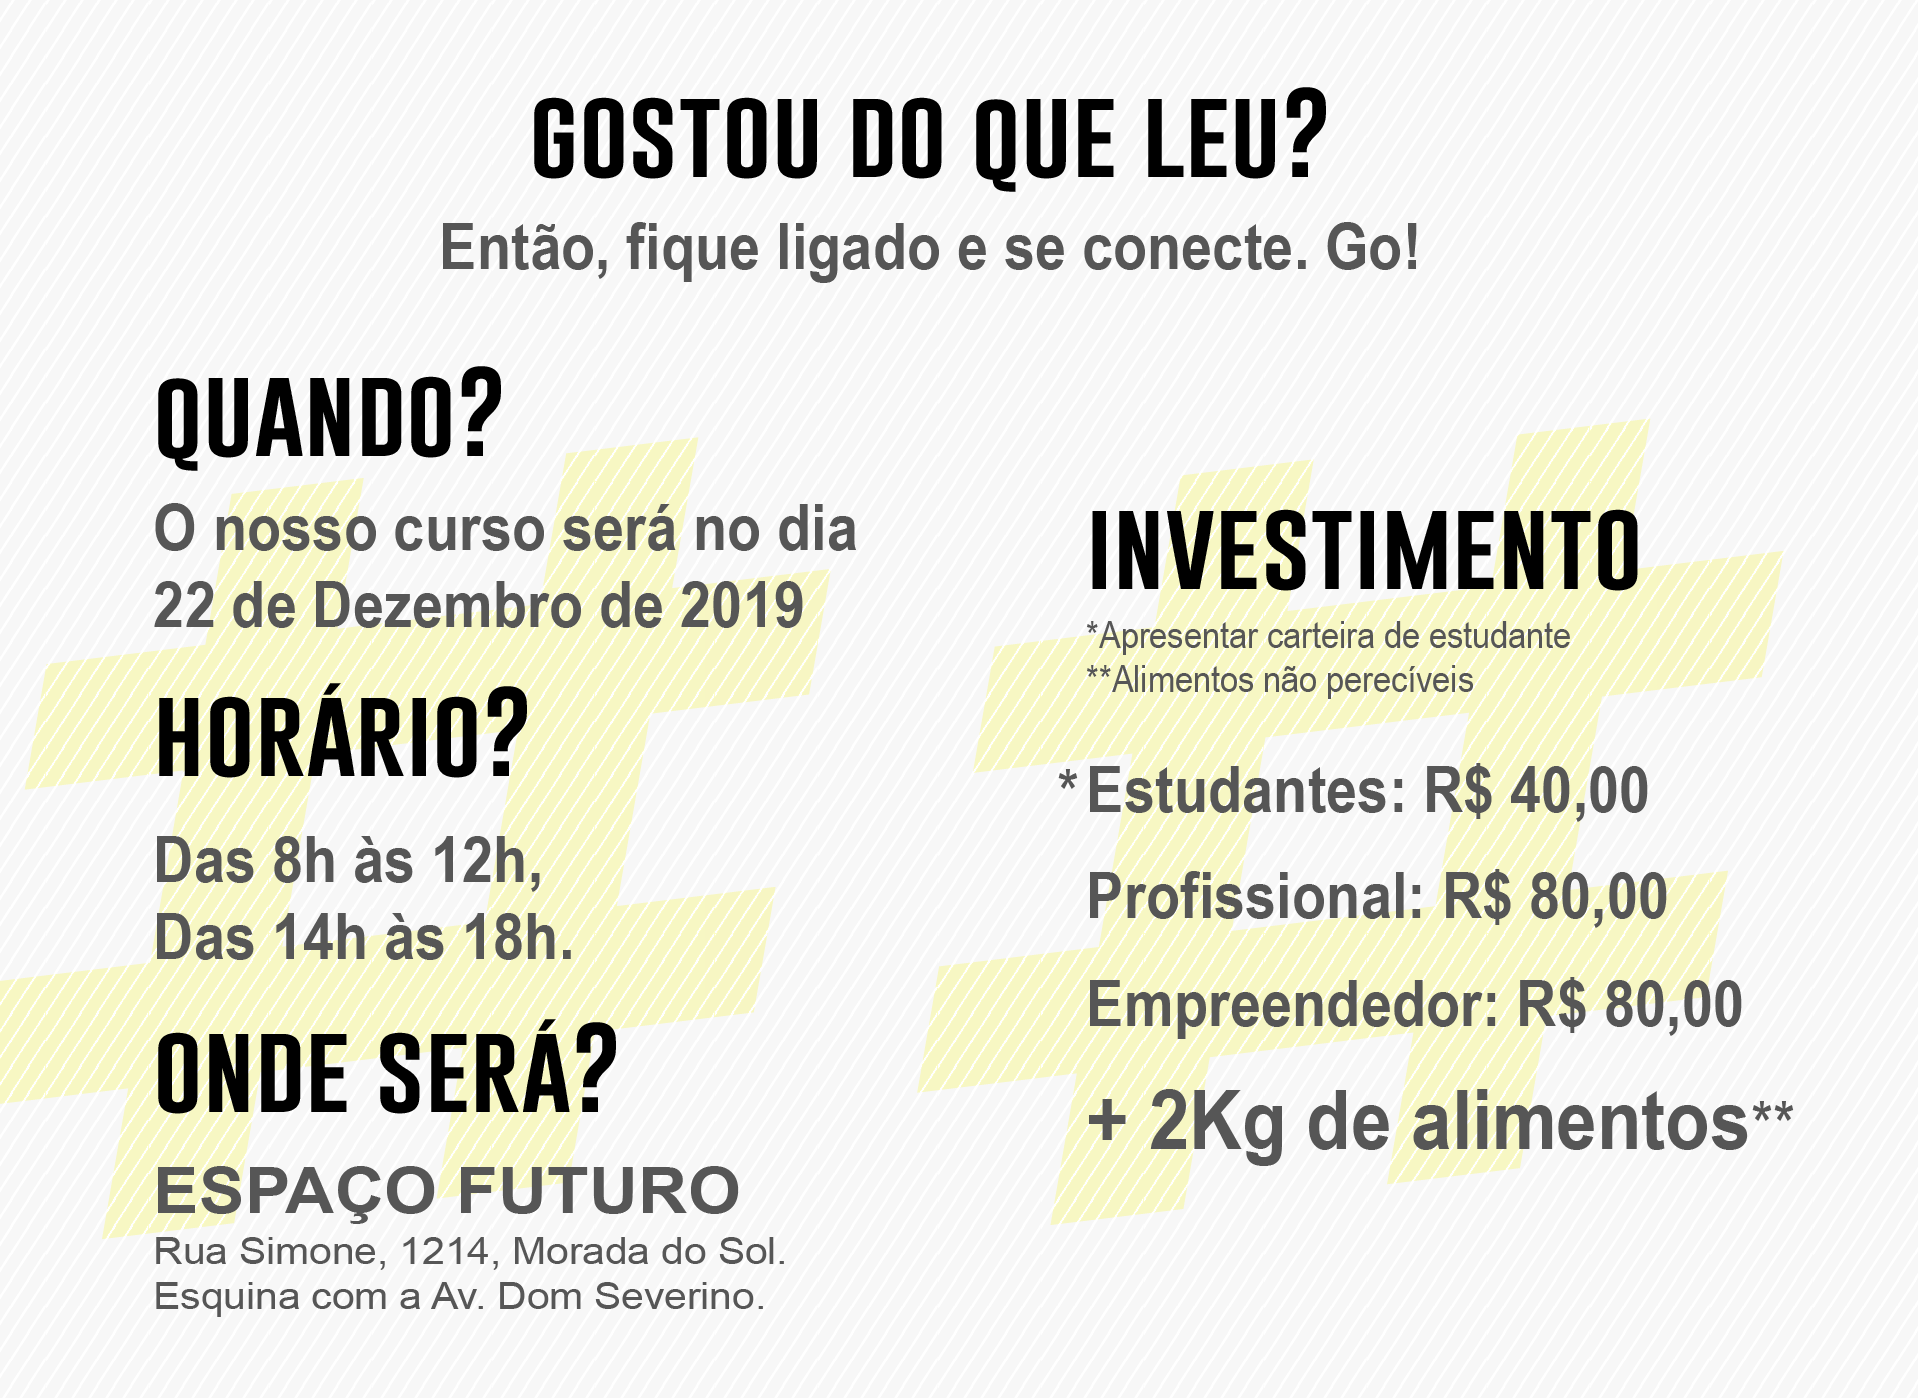 GOSTOU DO QUE LEU?
Então, fique ligado e se conecte. Go!
QUANDO?
O nosso curso será no dia
22 de Dezembro de 2019
HORÁRIO?
Das 8h às 12h,
Das 14h às 18h.
ONDE SERÁ?
ESPAÇO FUTURO
Rua Simone, 1214, Morada do Sol.
Esquina com a Av. Dom Severino.
INVESTIMENTO
*Apresentar carteira de estudante
**Alimentos não perecíveis
*Estudantes: R$ 40,00
Profissional: R$ 80,00
Empreendedor: R$ 80,00
+ 2Kg de alimentos**